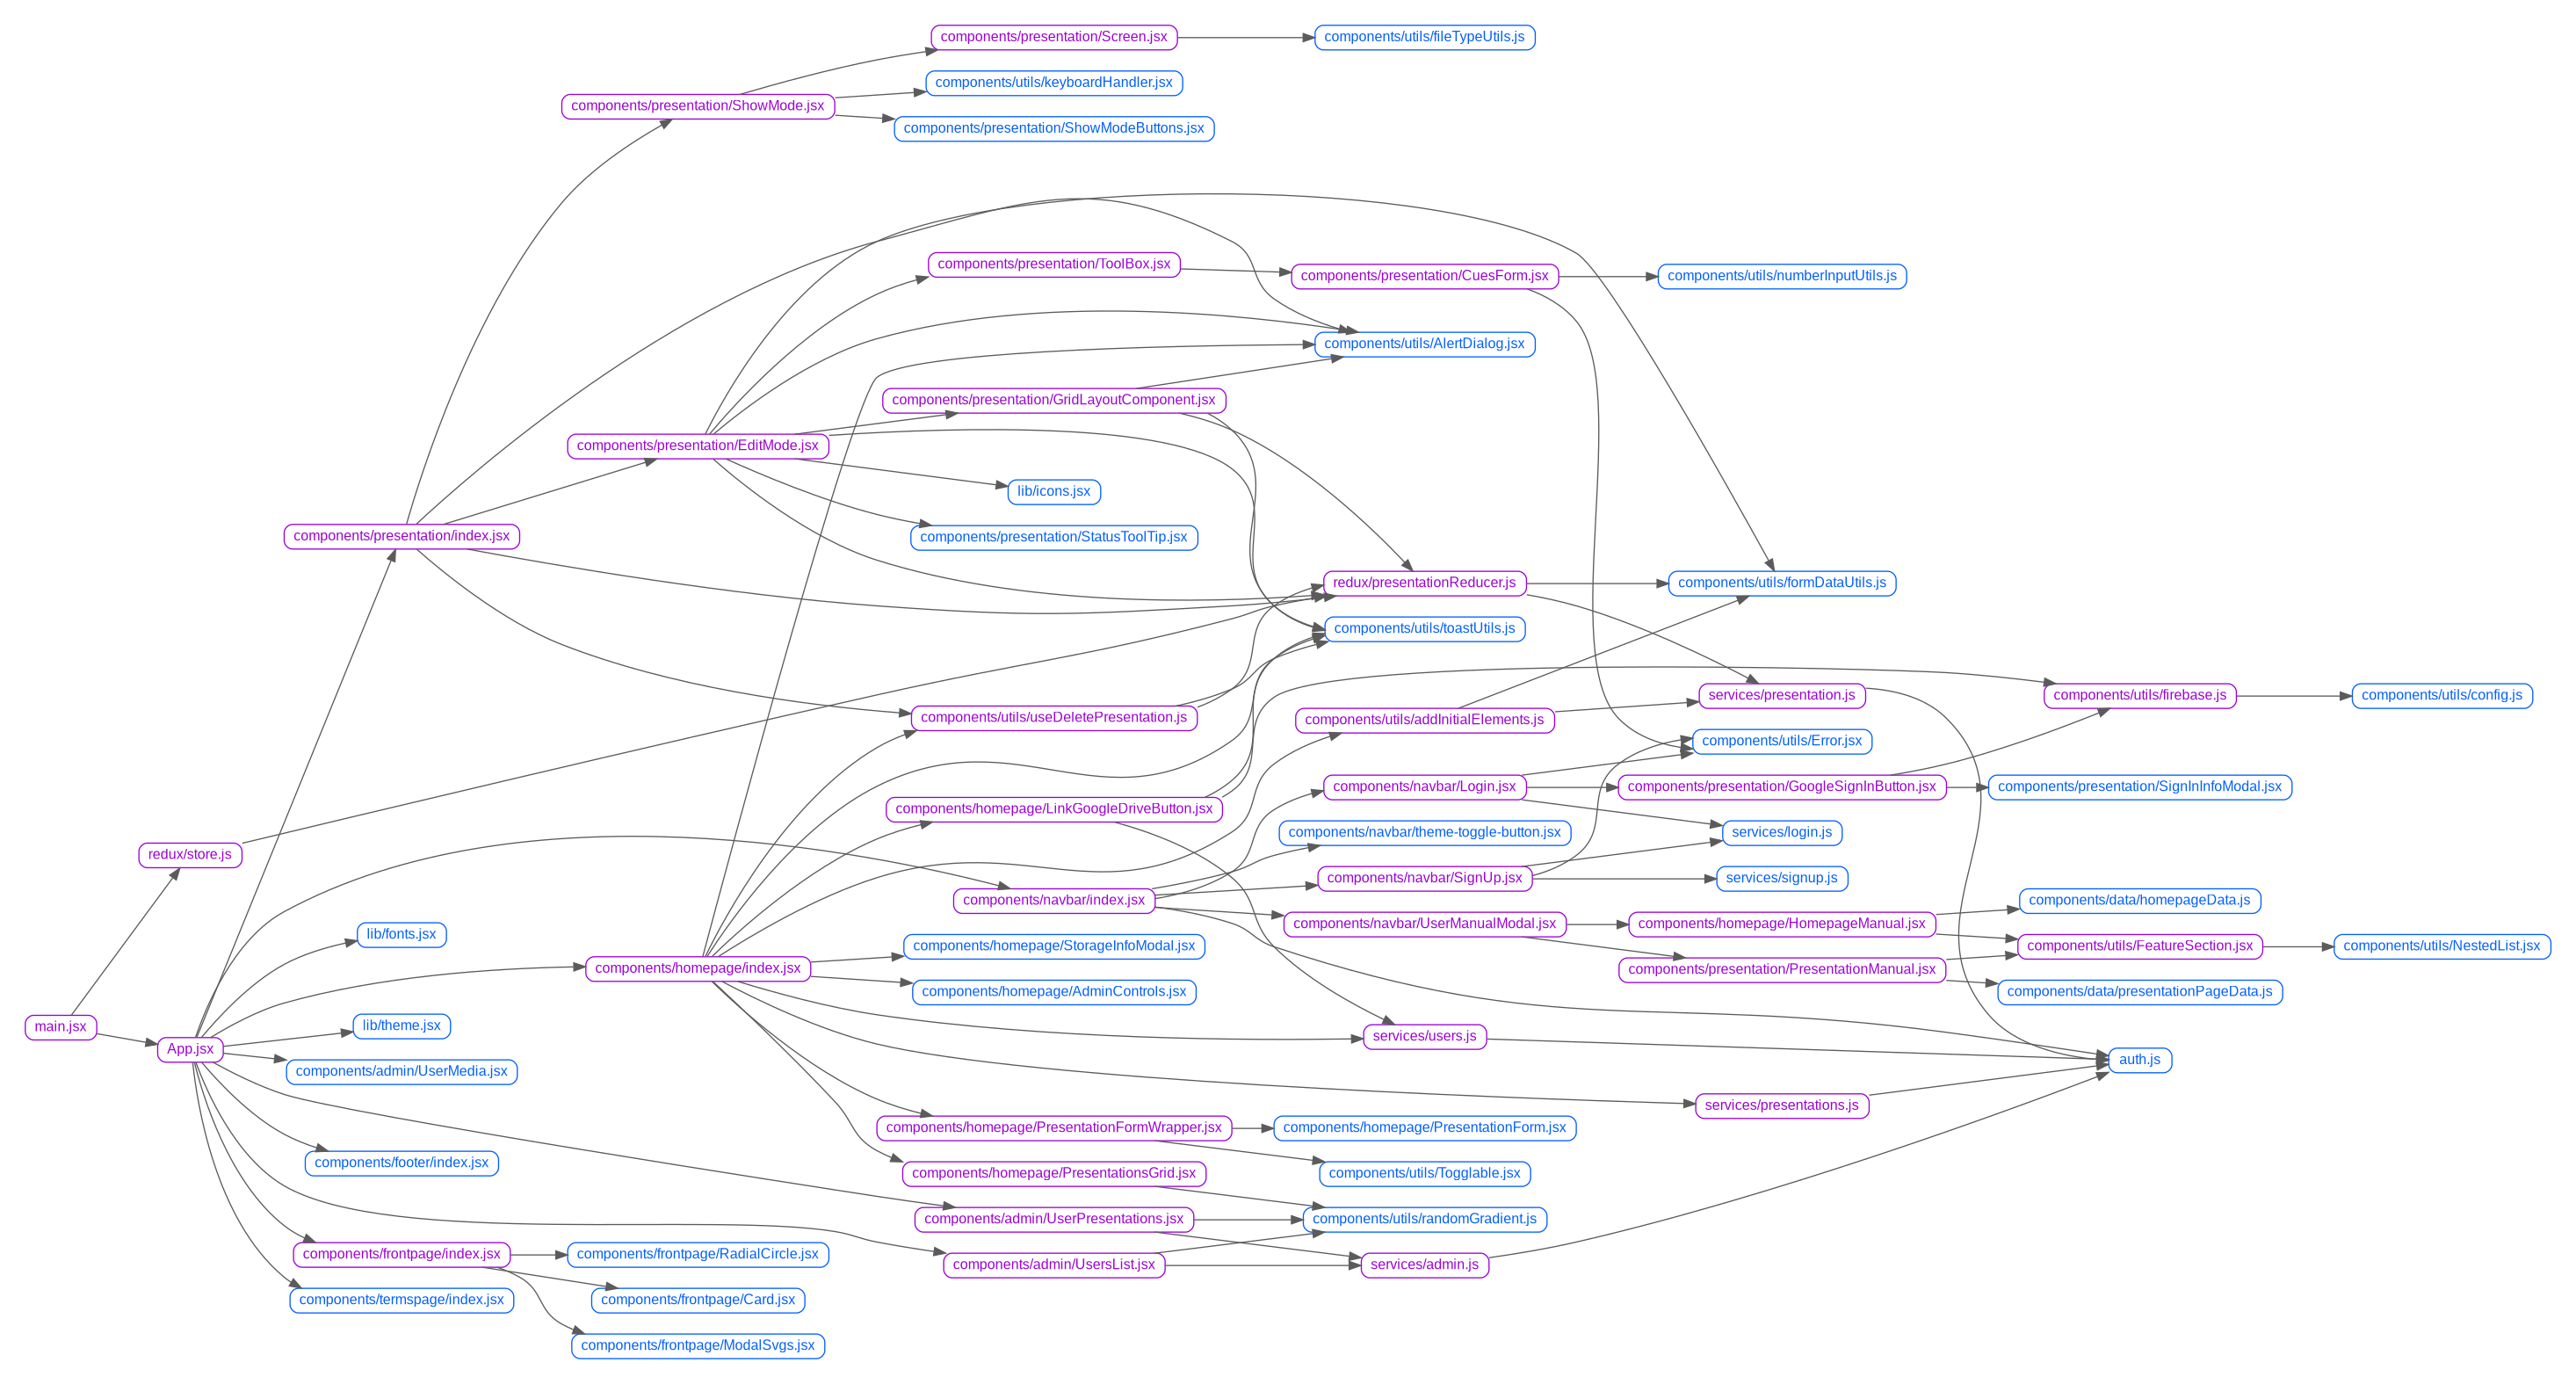 components/presentation/Screen.jsx
components/utils/fileTypeUtils.js
components/utils/keyboardHandler.jsx
components/presentation/ShowMode.jsx
components/presentation/ShowModeButtons.jsx
components/presentation/ToolBox.jsx
components/presentation/CuesForm.jsx
components/utils/numberInputUtils.js
components/utils/AlertDialog.jsx
components/presentation/GridLayoutComponent.jsx
components/presentation/EditMode.jsx
lib/icons.jsx
components/presentation/index.jsx
components/presentation/StatusToolTip.jsx
redux/presentationReducer.js
components/utils/formDataUtils.js
components/utils/toastUtils.js
services/presentation.js
components/utils/firebase.js
components/utils/config.js
components/utils/useDeletePresentation.js
components/utils/addInitialElements.js
components/utils/Error.jsx
components/navbar/Login.jsx
components/presentation/GoogleSignInButton.jsx
components/presentation/SignInInfoModal.jsx
components/homepage/LinkGoogleDriveButton.jsx
components/navbar/theme-toggle-button.jsx
services/login.js
redux/store.js
components/navbar/SignUp.jsx
services/signup.js
components/navbar/index.jsx
components/data/homepageData.js
components/navbar/UserManualModal.jsx
components/homepage/HomepageManual.jsx
lib/fonts.jsx
components/homepage/StorageInfoModal.jsx
components/utils/FeatureSection.jsx
components/utils/NestedList.jsx
components/homepage/index.jsx
components/presentation/PresentationManual.jsx
components/homepage/AdminControls.jsx
components/data/presentationPageData.js
main.jsx
lib/theme.jsx
services/users.js
App.jsx
auth.js
components/admin/UserMedia.jsx
services/presentations.js
components/homepage/PresentationFormWrapper.jsx
components/homepage/PresentationForm.jsx
components/footer/index.jsx
components/homepage/PresentationsGrid.jsx
components/utils/Togglable.jsx
components/admin/UserPresentations.jsx
components/utils/randomGradient.js
components/frontpage/index.jsx
components/frontpage/RadialCircle.jsx
components/admin/UsersList.jsx
services/admin.js
components/termspage/index.jsx
components/frontpage/Card.jsx
components/frontpage/ModalSvgs.jsx